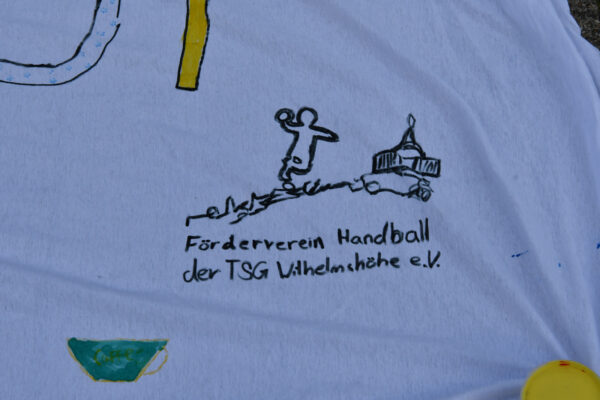 Förderverein Handball
der TSG Wilhelmshöhe e.V.